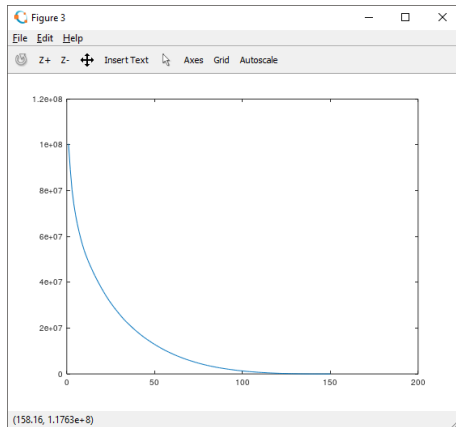 Figure 3
File Edit Help
Z+ Z- Insert Text Axes Grid Autoscale
1.2e+08
1e+08
8e+07
6e+07
4e+07
2e+07
0
0 50 100 150 200
(158.16, 1.1763e+8)